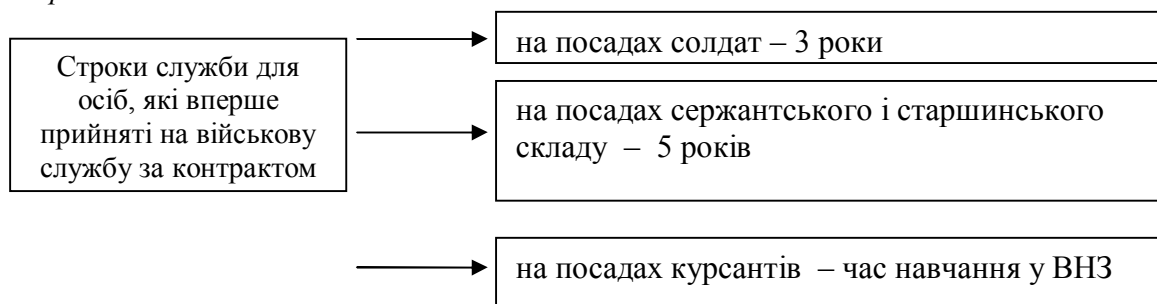 Строки служби для
осіб, які вперше
прийняті на військову
службу за контрактом
на посадах солдат – 3 роки
на посадах сержантського і старшинського
складу – 5 років
на посадах курсантів – час навчання у ВНЗ